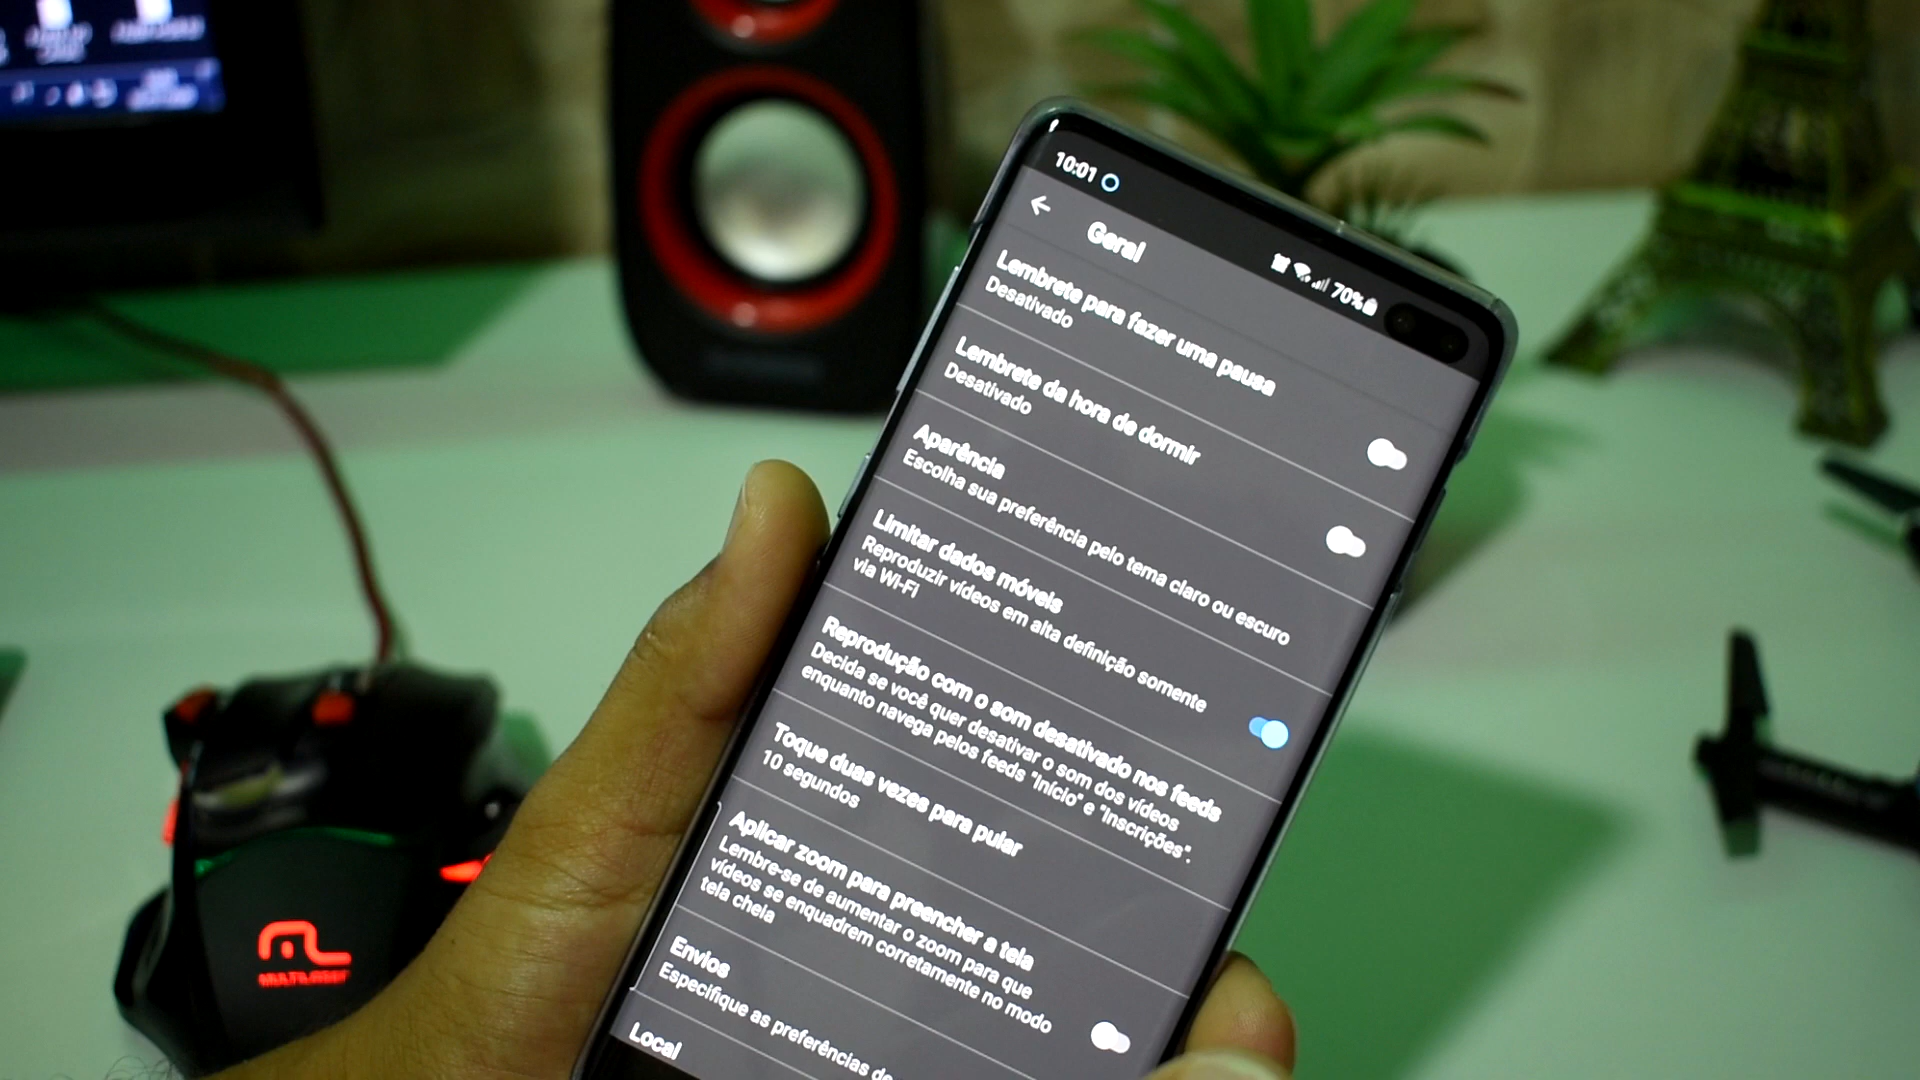 10:01
70%
Geral
Lembrete para fazer uma pausa
Desativado
Lembrete da hora de dormir
Desativado
Aparência
Escolha sua preferência pelo tema claro ou escuro
Limitar dados móveis
Reproduzir vídeos em alta definição somente
via Wi-Fi
Reprodução com o som desativado nos feeds
Decida se você quer desativar o som dos vídeos
enquanto navega pelos feeds "Início" e "Inscrições".
Toque duas vezes para pular
10 segundos
Aplicar zoom para preencher a tela
Lembre-se de aumentar o zoom para que
vídeos se enquadrem corretamente no modo
tela cheia
Envios
Especifique as preferências de
Local
MULTILASER